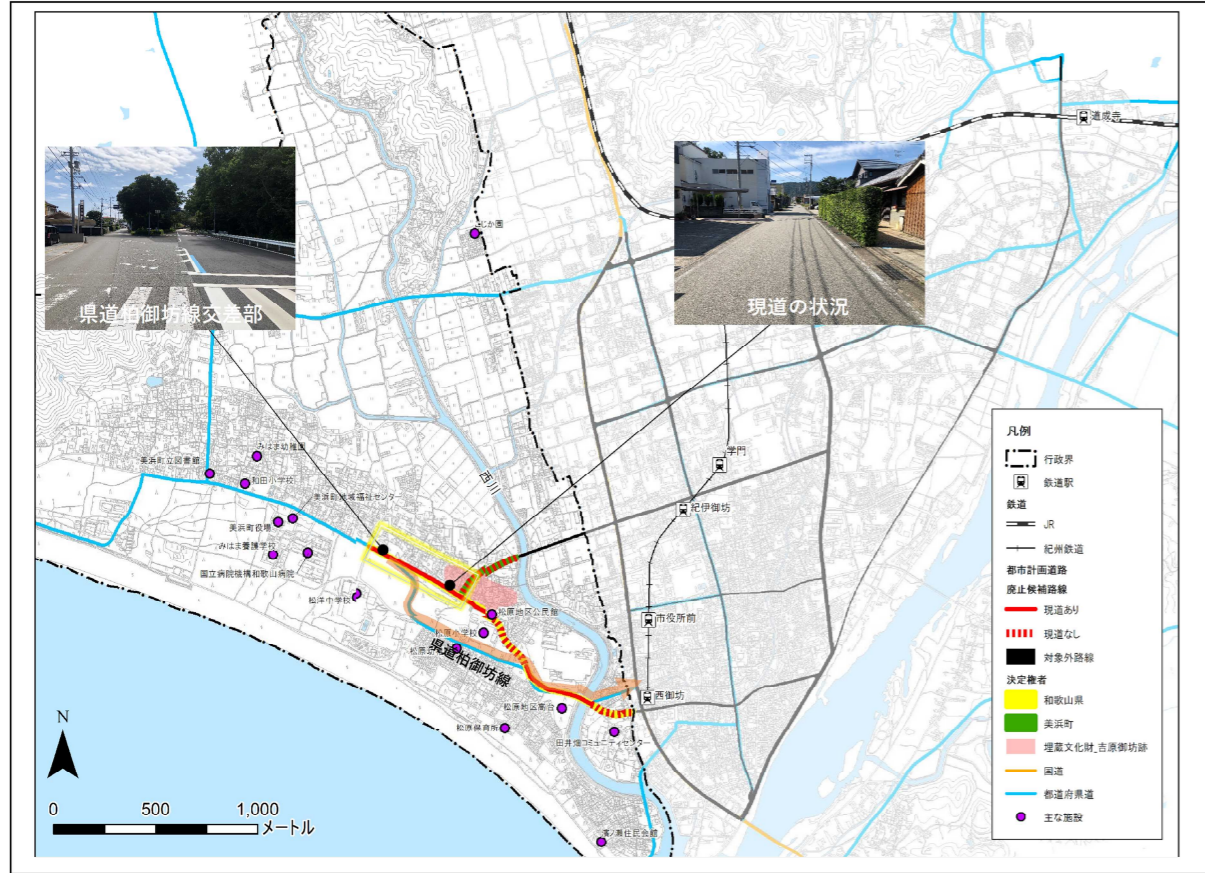 道成寺
こじか園
県道柏御坊線交差部
現道の状況
西川
学門
紀伊御坊
みはま幼稚園
美浜町立図書館
和田小学校
美浜町地域福祉センター
美浜町役場
みはま養護学校
国立病院機構和歌山病院
松洋中学校
松原地区公民館
松原小学校
県道柏御坊線
市役所前
西御坊
松原地区高台
松原保育所
田井畑コミュニティセンター
浜ノ瀬住民会館
N
0 500 1,000
メートル
凡例
行政界
鉄道駅
鉄道
JR
紀州鉄道
都市計画道路
廃止候補路線
現道あり
現道なし
対象外路線
決定権者
和歌山県
美浜町
埋蔵文化財_吉原御坊跡
国道
都道府県道
主な施設